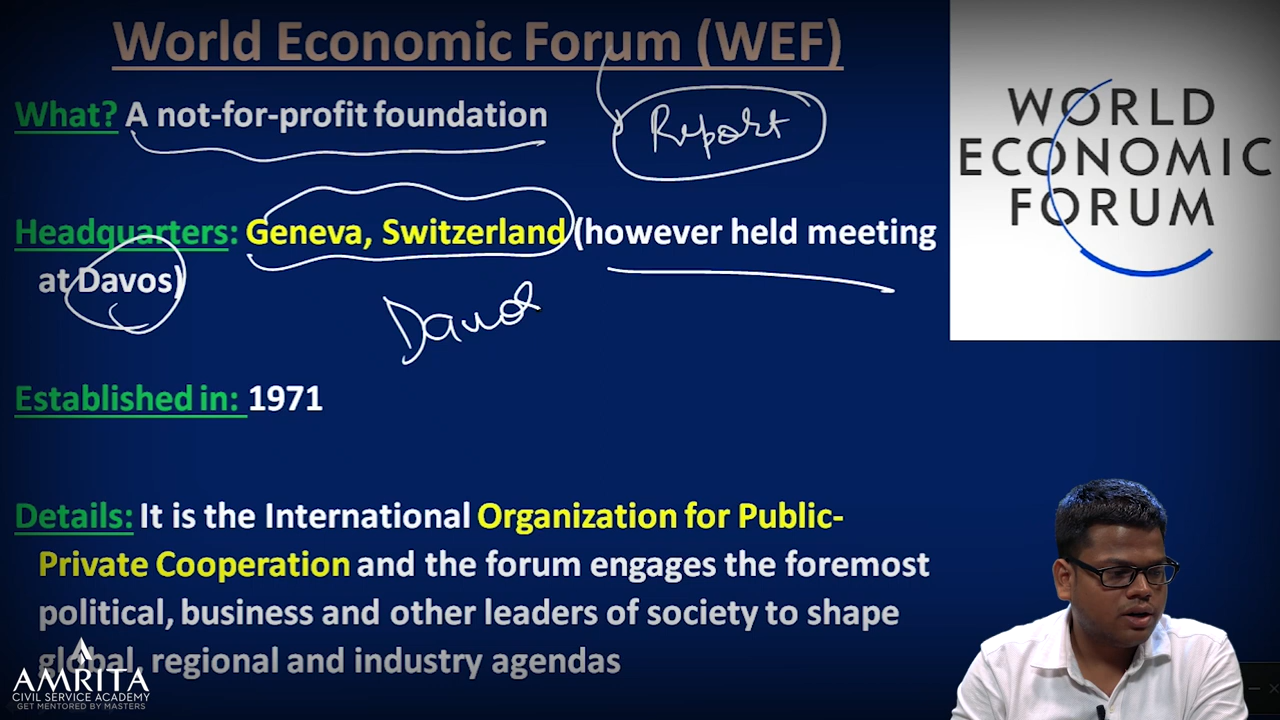 World Economic Forum (WEF)
What? A not-for-profit foundation
Report
Headquarters: Geneva, Switzerland (however held meeting
at Davos)
Davos
Established in: 1971
Details: It is the International Organization for Public-
Private Cooperation and the forum engages the foremost
political, business and other leaders of society to shape
global, regional and industry agendas
WORLD
ECONOMIC
FORUM
AMRITA
CIVIL SERVICE ACADEMY
GET MENTORED BY MASTERS